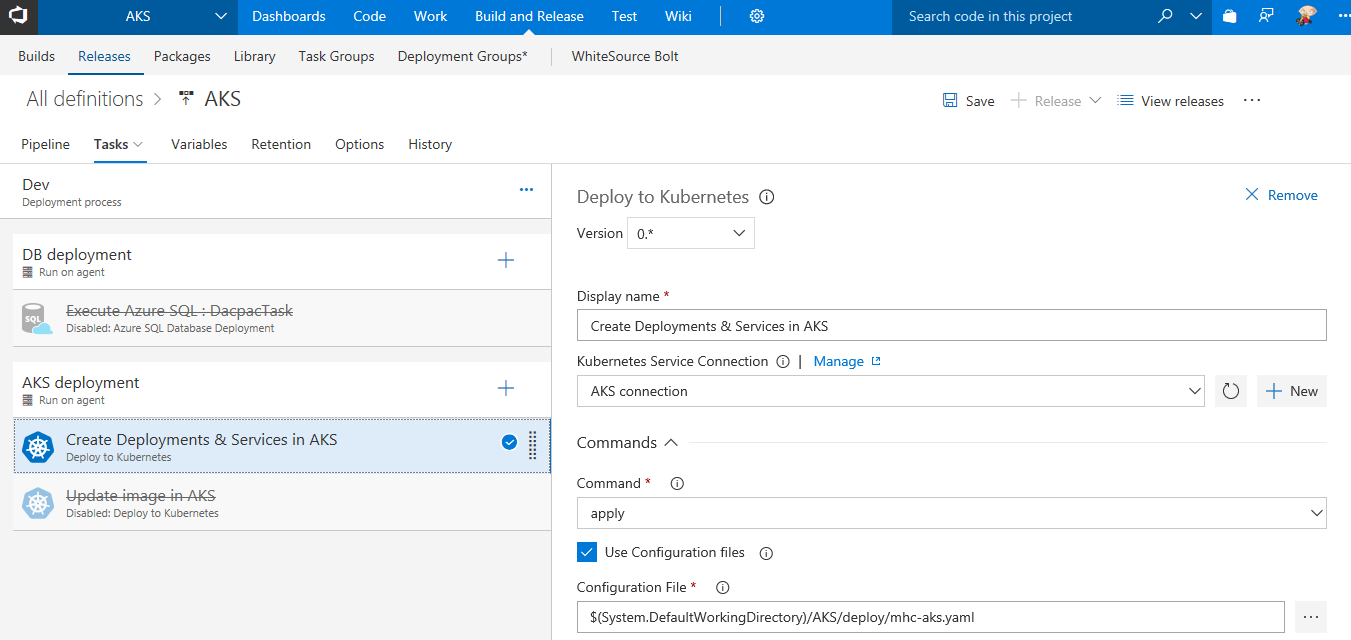 AKS Dashboards Code Work Build and Release Test Wiki Search code in this project
Builds Releases Packages Library Task Groups Deployment Groups* WhiteSource Bolt
All definitions > AKS Save + Release View releases ...
Pipeline Tasks Variables Retention Options History
Dev
Deployment process
DB deployment
Run on agent
SQL
Execute Azure SQL : DacpacTask
Disabled: Azure SQL Database Deployment
AKS deployment
Run on agent
Create Deployments & Services in AKS
Deploy to Kubernetes
Update image in AKS
Disabled: Deploy to Kubernetes
Deploy to Kubernetes Remove
Version 0.*
Display name *
Create Deployments & Services in AKS
Kubernetes Service Connection | Manage
AKS connection + New
Commands
Command *
apply
Use Configuration files
Configuration File *
$(System.DefaultWorkingDirectory)/AKS/deploy/mhc-aks.yaml ...